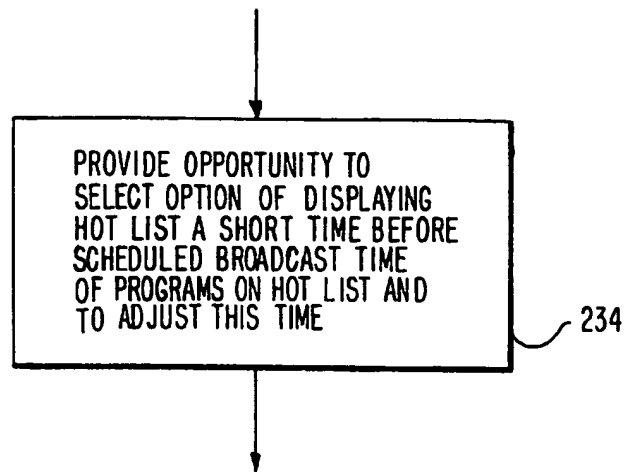 PROVIDE OPPORTUNITY TO
SELECT OPTION OF DISPLAYING
HOT LIST A SHORT TIME BEFORE
SCHEDULED BROADCAST TIME
OF PROGRAMS ON HOT LIST AND
TO ADJUST THIS TIME
234